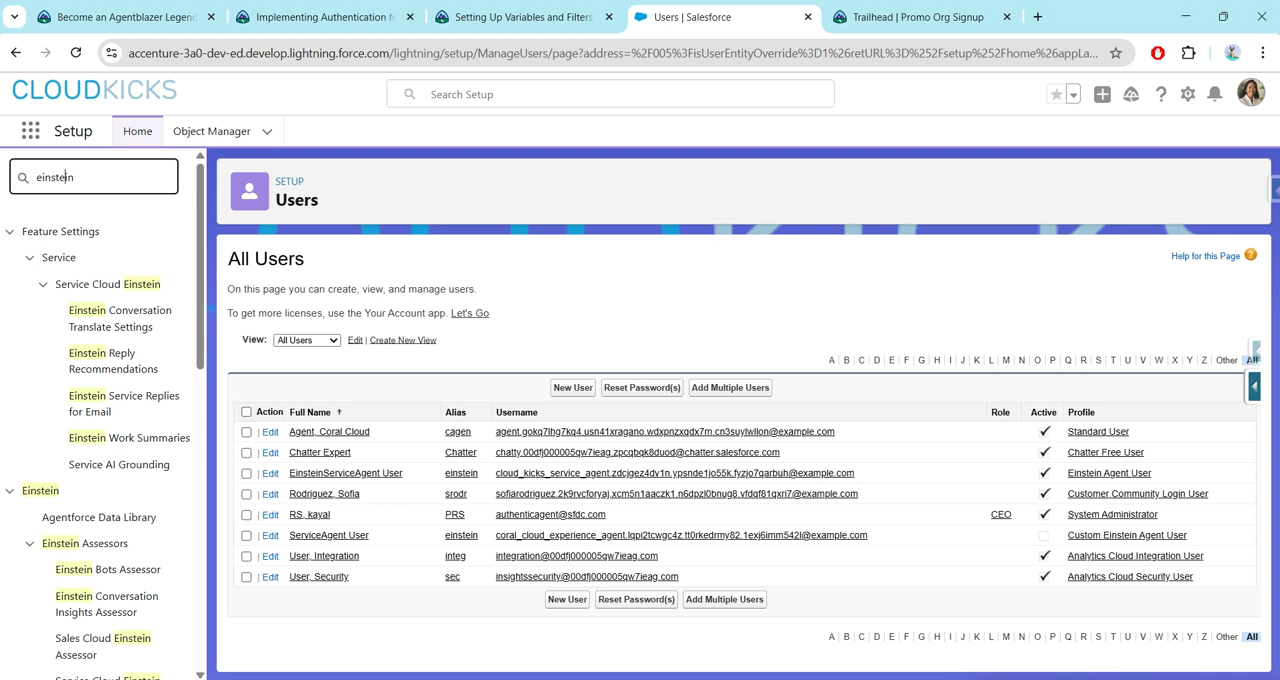 Become an Agentblazer Legend
Implementing Authentication fo
Setting Up Variables and Filters
Users | Salesforce
Trailhead | Promo Org Signup
accenture-3a0-dev-ed.develop.lightning.force.com/lightning/setup/ManageUsers/page?address=%2F005%3FisUserEntityOverride%3D1%26retURL%3D%252Fsetup%252Fhome%26appLa...
CLOUDKICKS
Search Setup
Setup
Home
Object Manager
einstein
Feature Settings
Service
Service Cloud Einstein
Einstein Conversation
Translate Settings
Einstein Reply
Recommendations
Einstein Service Replies
for Email
Einstein Work Summaries
Service AI Grounding
Einstein
Agentforce Data Library
Einstein Assessors
Einstein Bots Assessor
Einstein Conversation
Insights Assessor
Sales Cloud Einstein
Assessor
Service Cloud Einstein
SETUP
Users
All Users
Help for this Page
On this page you can create, view, and manage users.
To get more licenses, use the Your Account app. Let's Go
View: All Users Edit | Create New View
A B C D E F G H I J K L M N O P Q R S T U V W X Y Z Other All
New User Reset Password(s) Add Multiple Users
Action Full Name Alias Username Role Active Profile
Edit Agent, Coral Cloud cagen agent.gokq7lhg7kq4.usn41xragano.wdxpnzxqdx7m.cn3suylwllon@example.com Standard User
Edit Chatter Expert Chatter chatty.00dfj000005qw7ieag.zpcqbqk8duod@chatter.salesforce.com Chatter Free User
Edit EinsteinServiceAgent User einstein cloud_kicks_service_agent.zdcjgez4dv1n.ypsnde1jo55k.fyzjo7qarbuh@example.com Einstein Agent User
Edit Rodriguez, Sofia srodr sofiarodriguez.2k9rvcforyaj.xcm5n1aaczk1.n6dpzl0bnug8.vfdqf81qxri7@example.com Customer Community Login User
Edit RS, kayal PRS authenticagent@sfdc.com CEO System Administrator
Edit ServiceAgent User einstein coral_cloud_experience_agent.lqpi2tcwgc4z.tt0rkedrmy82.1exj6imm542l@example.com Custom Einstein Agent User
Edit User, Integration integ integration@00dfj000005qw7ieag.com Analytics Cloud Integration User
Edit User, Security sec insightssecurity@00dfj000005qw7ieag.com Analytics Cloud Security User
New User Reset Password(s) Add Multiple Users
A B C D E F G H I J K L M N O P Q R S T U V W X Y Z Other All